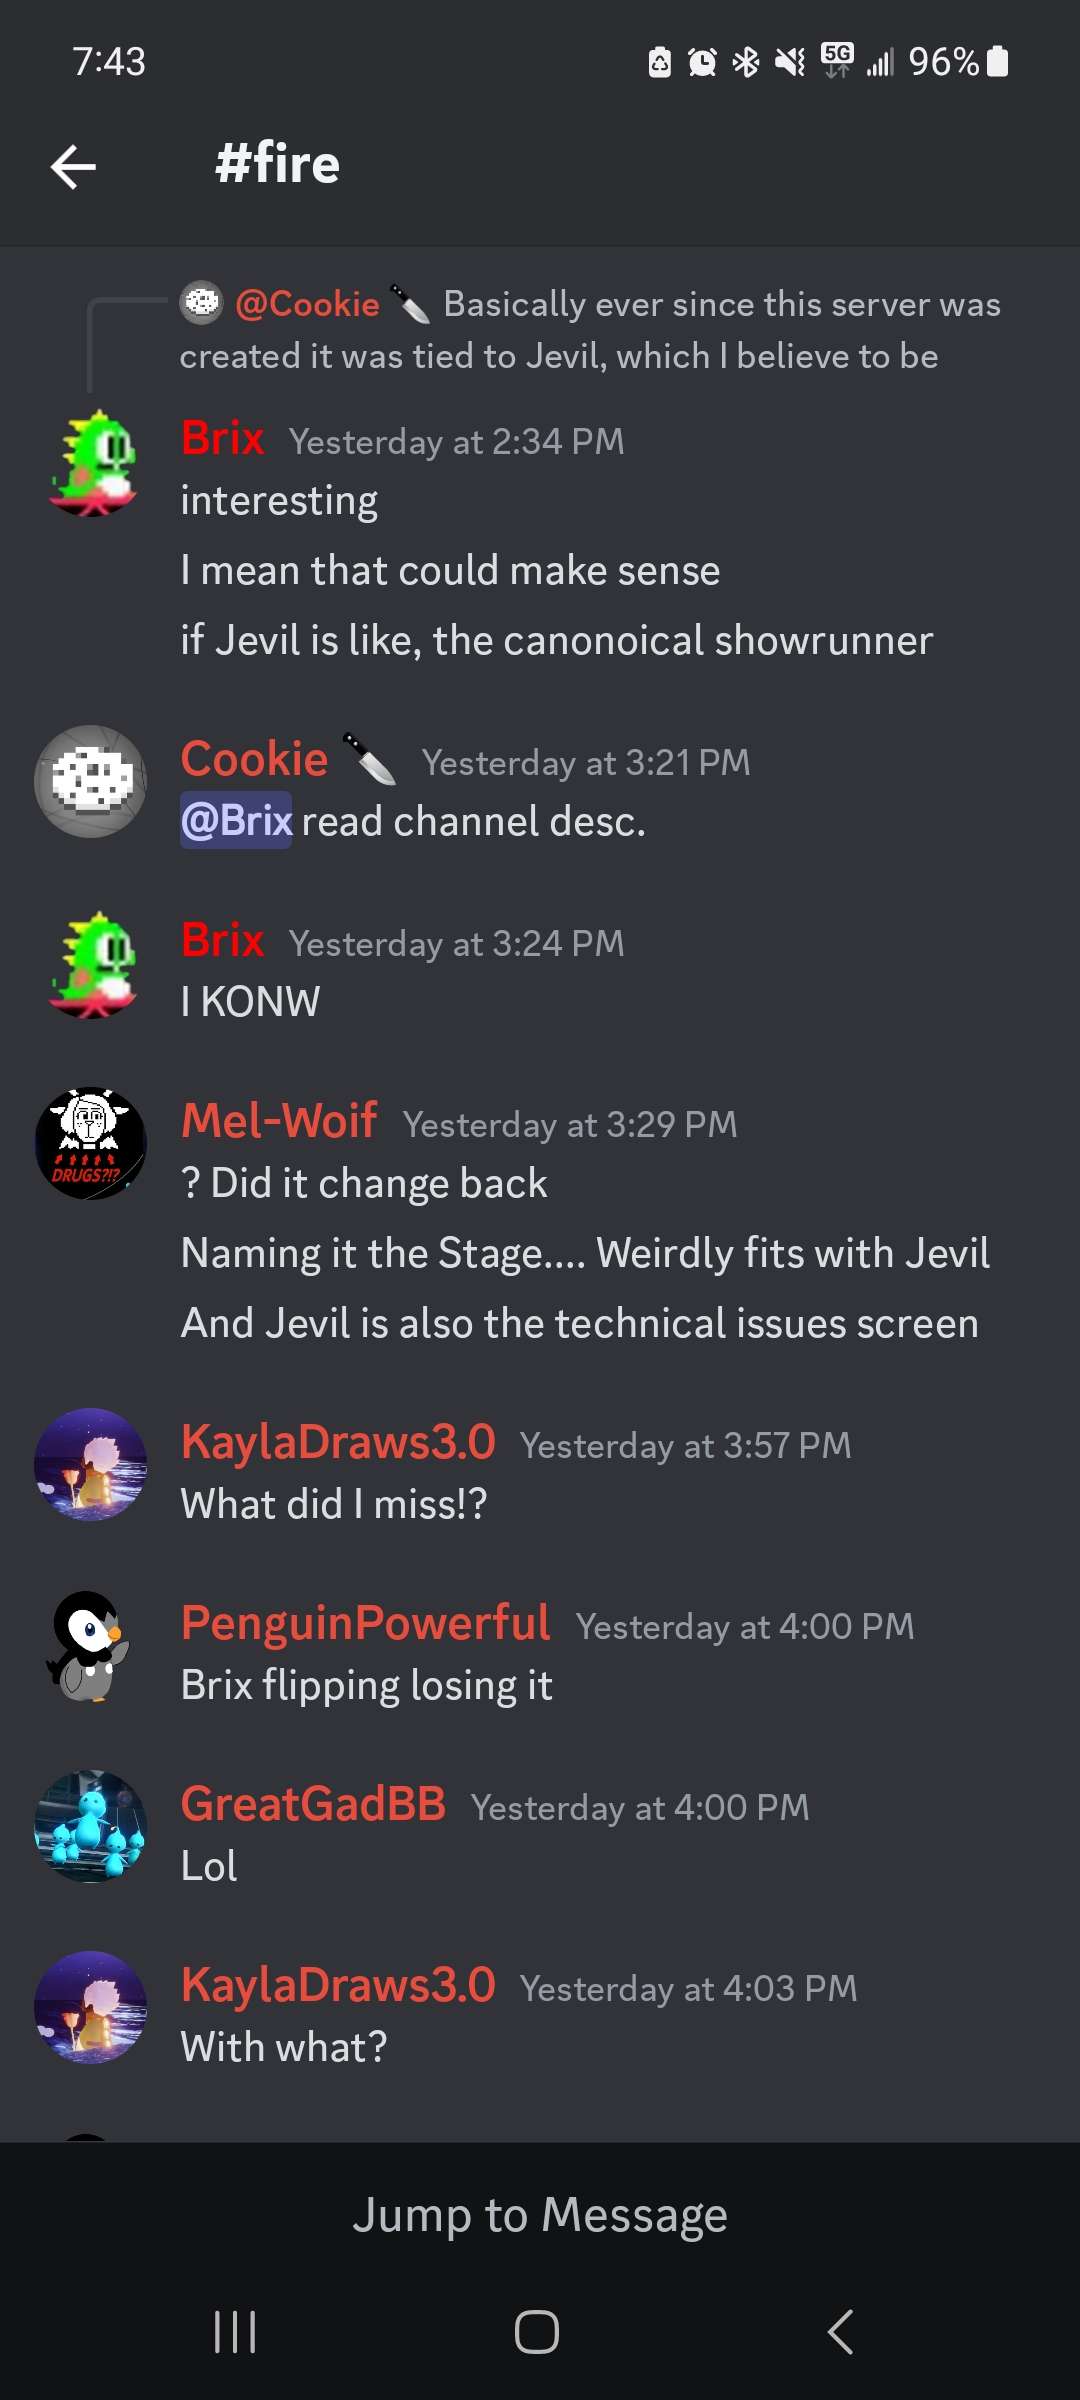 7:43 5G 96%
#fire
@Cookie 🔪 Basically ever since this server was
created it was tied to Jevil, which I believe to be
Brix Yesterday at 2:34 PM
interesting
I mean that could make sense
if Jevil is like, the canonoical showrunner
Cookie 🔪 Yesterday at 3:21 PM
@Brix read channel desc.
Brix Yesterday at 3:24 PM
I KONW
Mel-Woif Yesterday at 3:29 PM
DRUGS?!?
? Did it change back
Naming it the Stage.... Weirdly fits with Jevil
And Jevil is also the technical issues screen
KaylaDraws3.0 Yesterday at 3:57 PM
What did I miss!?
PenguinPowerful Yesterday at 4:00 PM
Brix flipping losing it
GreatGadBB Yesterday at 4:00 PM
Lol
KaylaDraws3.0 Yesterday at 4:03 PM
With what?
Jump to Message